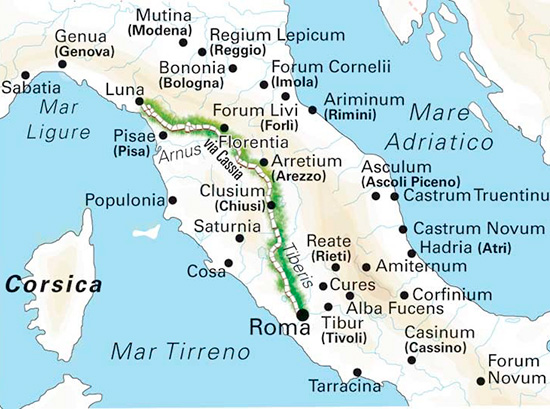 Mutina
(Modena)
Genua
(Genova)
Regium Lepicum
(Reggio)
Bononia
(Bologna)
Forum Cornelii
(Imola)
Sabatia
Luna
Mar
Ligure
Forum Livi
(Forlì)
Ariminum
(Rimini)
Mare
Adriatico
Pisae
(Pisa)
Arnus
Via Cassia
Florentia
Arretium
(Arezzo)
Asculum
(Ascoli Piceno)
Castrum Truentinu
Populonia
Clusium
(Chiusi)
Saturnia
Castrum Novum
Hadria (Atri)
Tiberis
Reate
(Rieti)
Amiternum
Cosa
Corsica
Cures
Corfinium
Alba Fucens
Roma
Tibur
(Tivoli)
Casinum
(Cassino)
Mar Tirreno
Forum
Novum
Tarracina